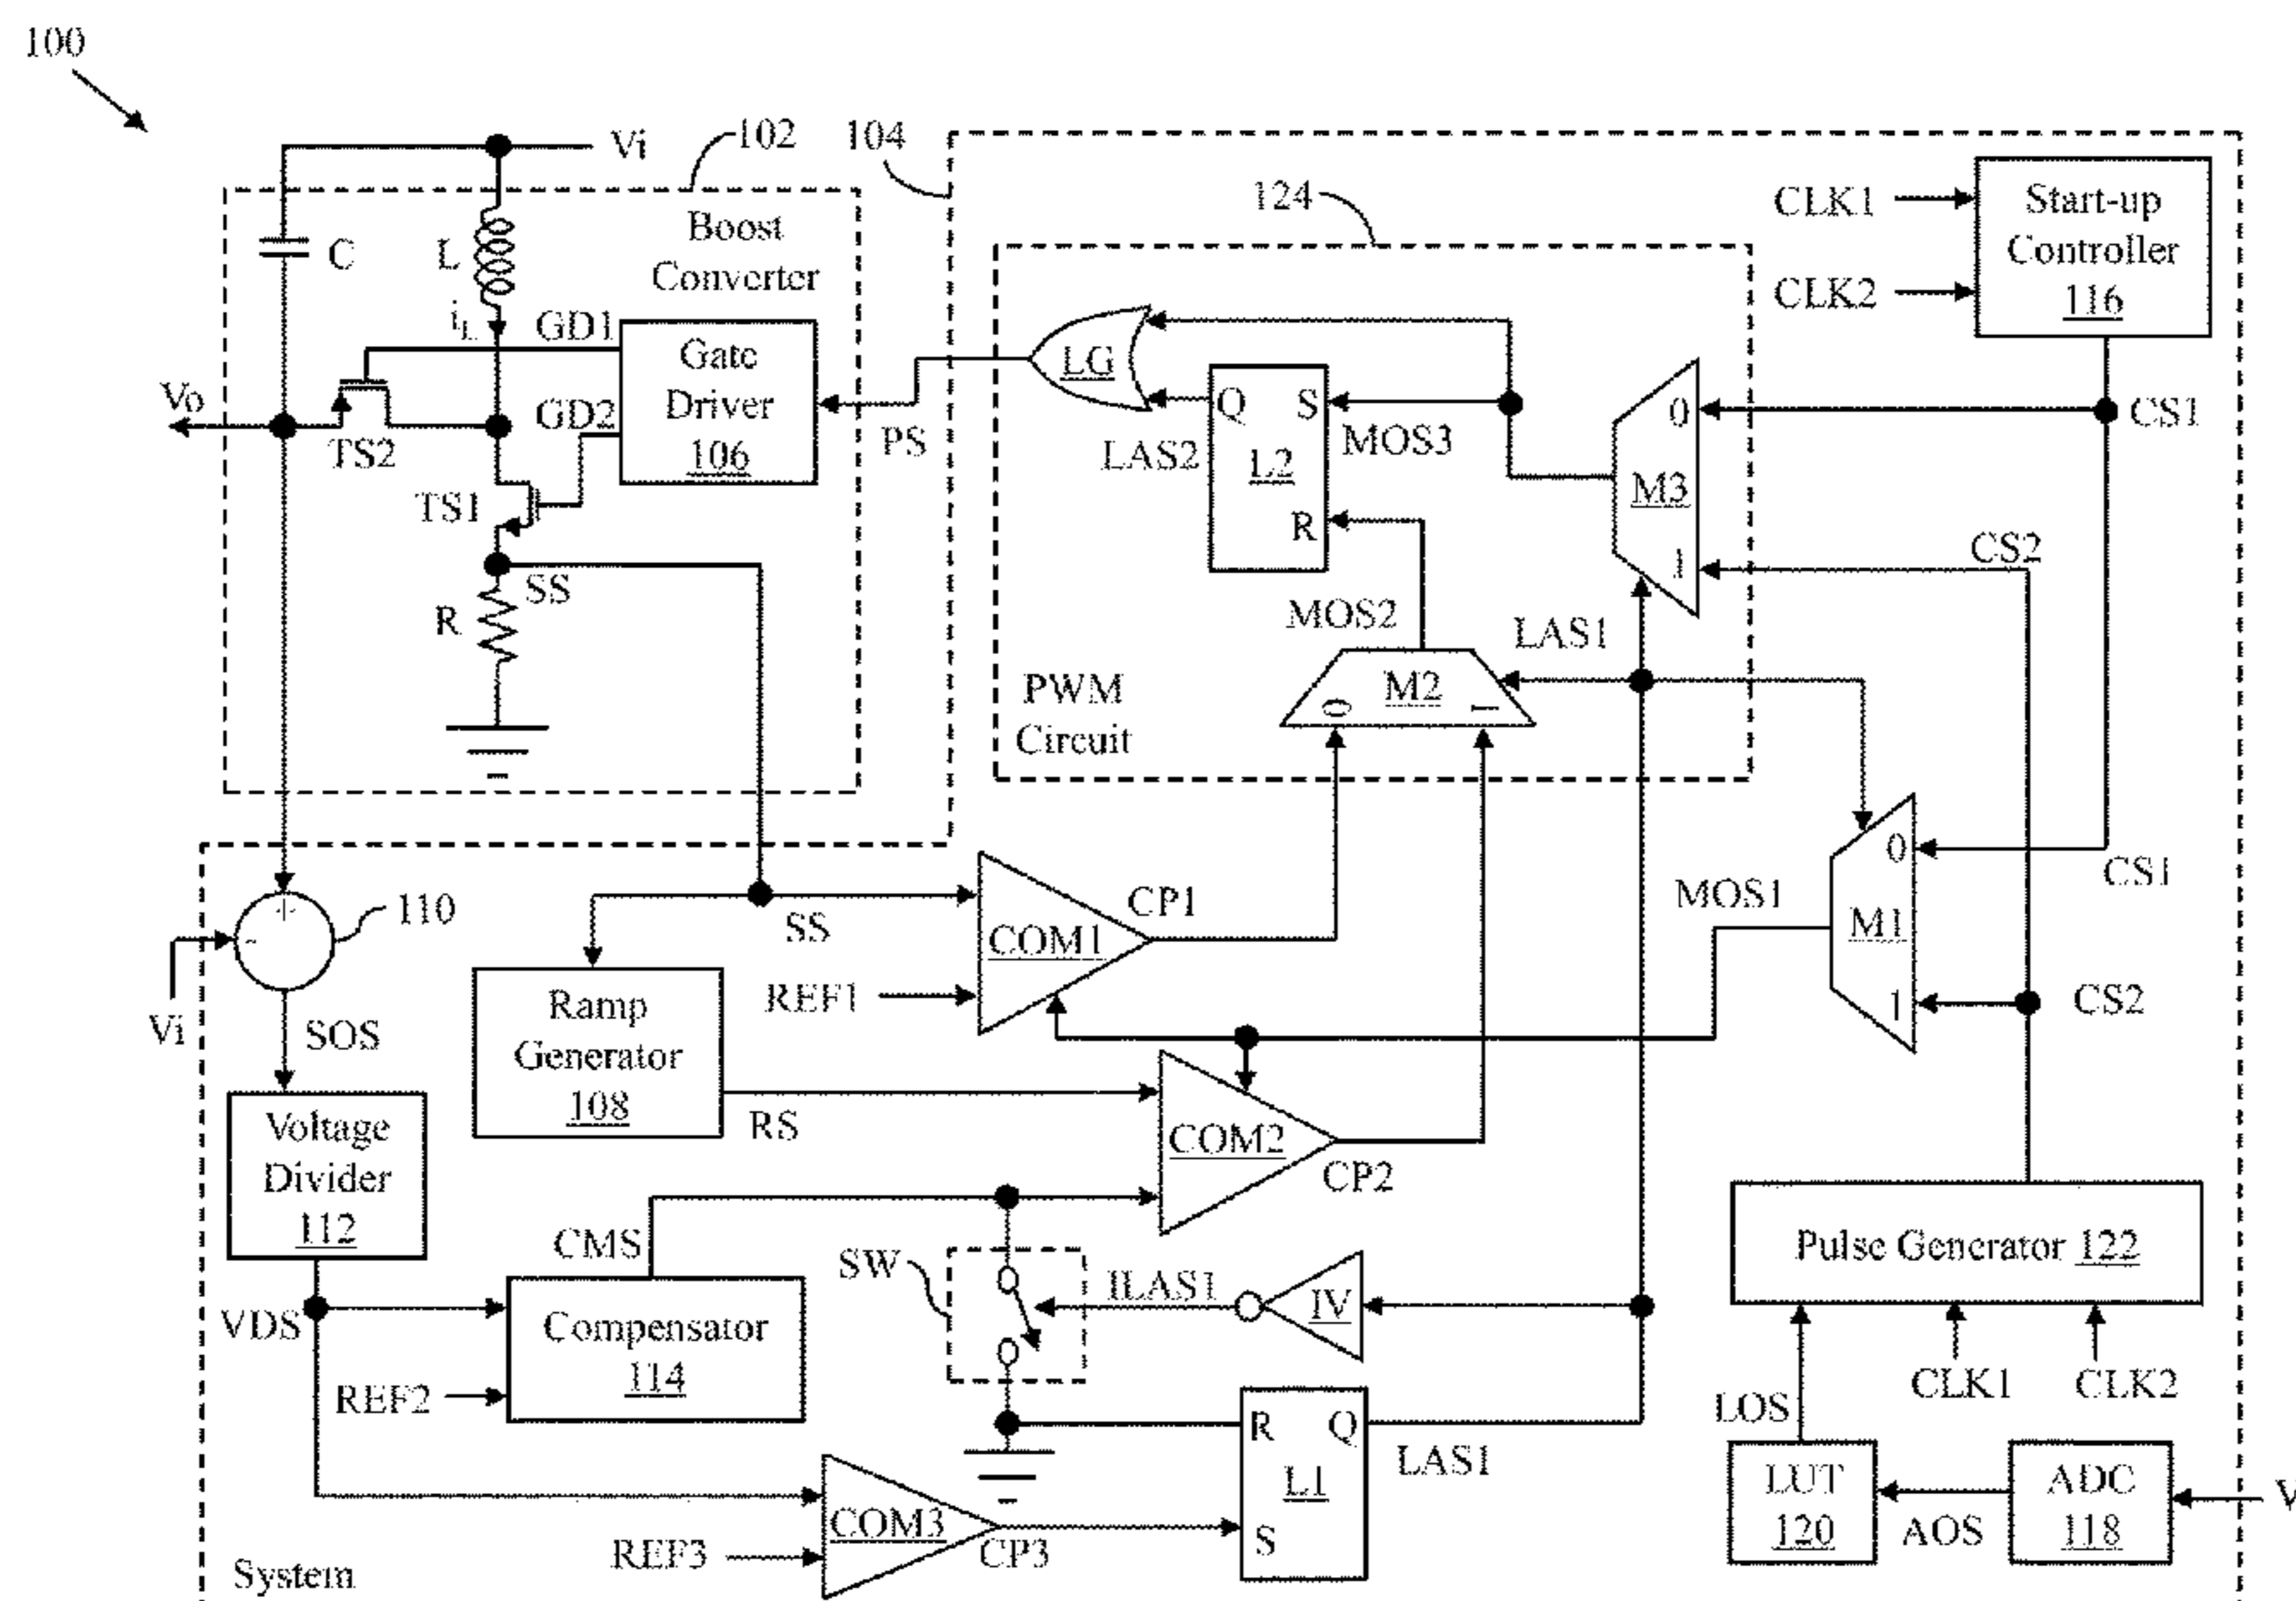 100
Vi
102
104
C
L
Boost
Converter
iL
GD1
Gate
Driver
106
GD2
Vo
TS2
TS1
PS
SS
R
124
LG
Q
S
L2
R
LAS2
MOS3
0
M3
1
MOS2
LAS1
M2
0
1
PWM
Circuit
CLK1
CLK2
Start-up
Controller
116
CS1
CS2
0
M1
1
CS1
CS2
MOS1
+
-
110
Vi
SOS
Voltage
Divider
112
VDS
SS
COM1
CP1
REF1
Ramp
Generator
108
RS
COM2
CP2
CMS
Compensator
114
REF2
SW
ILAS1
IV
R
Q
L1
S
LAS1
COM3
CP3
REF3
Pulse Generator 122
LOS
CLK1
CLK2
LUT
120
AOS
ADC
118
V
System